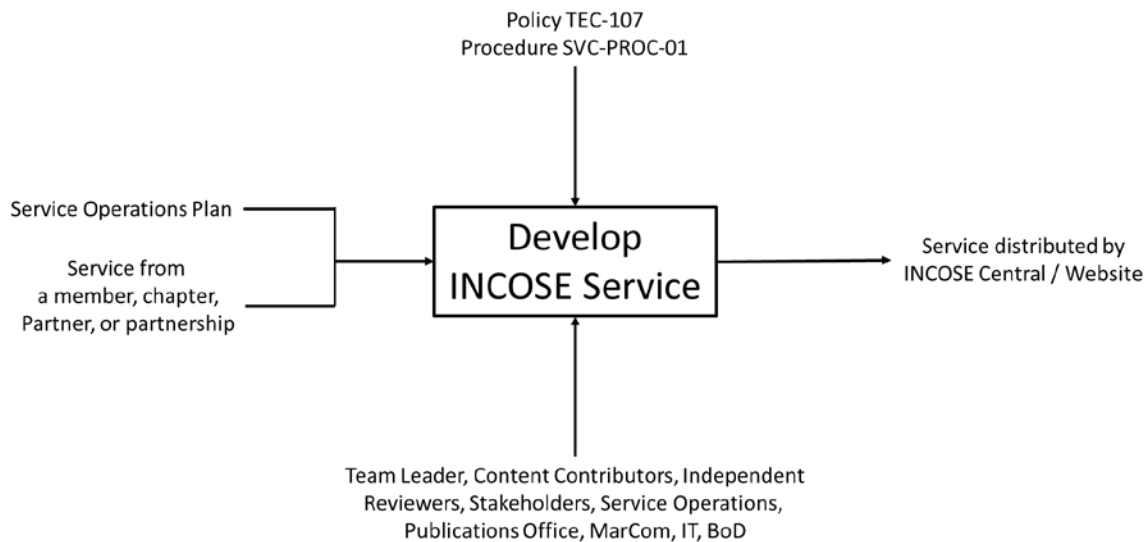 Policy TEC-107
Procedure SVC-PROC-01
Service Operations Plan
Service from
a member, chapter,
Partner, or partnership
Develop
INCOSE Service
Service distributed by
INCOSE Central / Website
Team Leader, Content Contributors, Independent
Reviewers, Stakeholders, Service Operations,
Publications Office, MarCom, IT, BoD